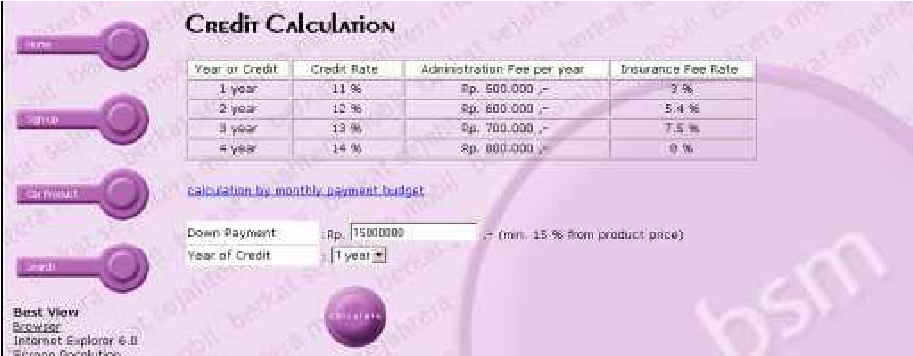 Credit Calculation
Home
Year or Credit Credit Rate Administration Fee per year Insurance Fee Rate
1 year 11 % Rp. 500.000 ,- 3 %
2 year 12 % Rp. 600.000 ,- 5.4 %
Sign Up
3 year 13 % Rp. 700.000 ,- 7.5 %
4 year 14 % Rp. 800.000 ,- %
Car Product
calculation by monthly payment budget
Down Payment : Rp. 15000000 ,- (min. 15 % from product price)
Year of Credit : 1 year
Search
Calculate
Best View
Browser
Internet Explorer 6.0
Screen Resolution
bsm
berkat sejahtera mobil